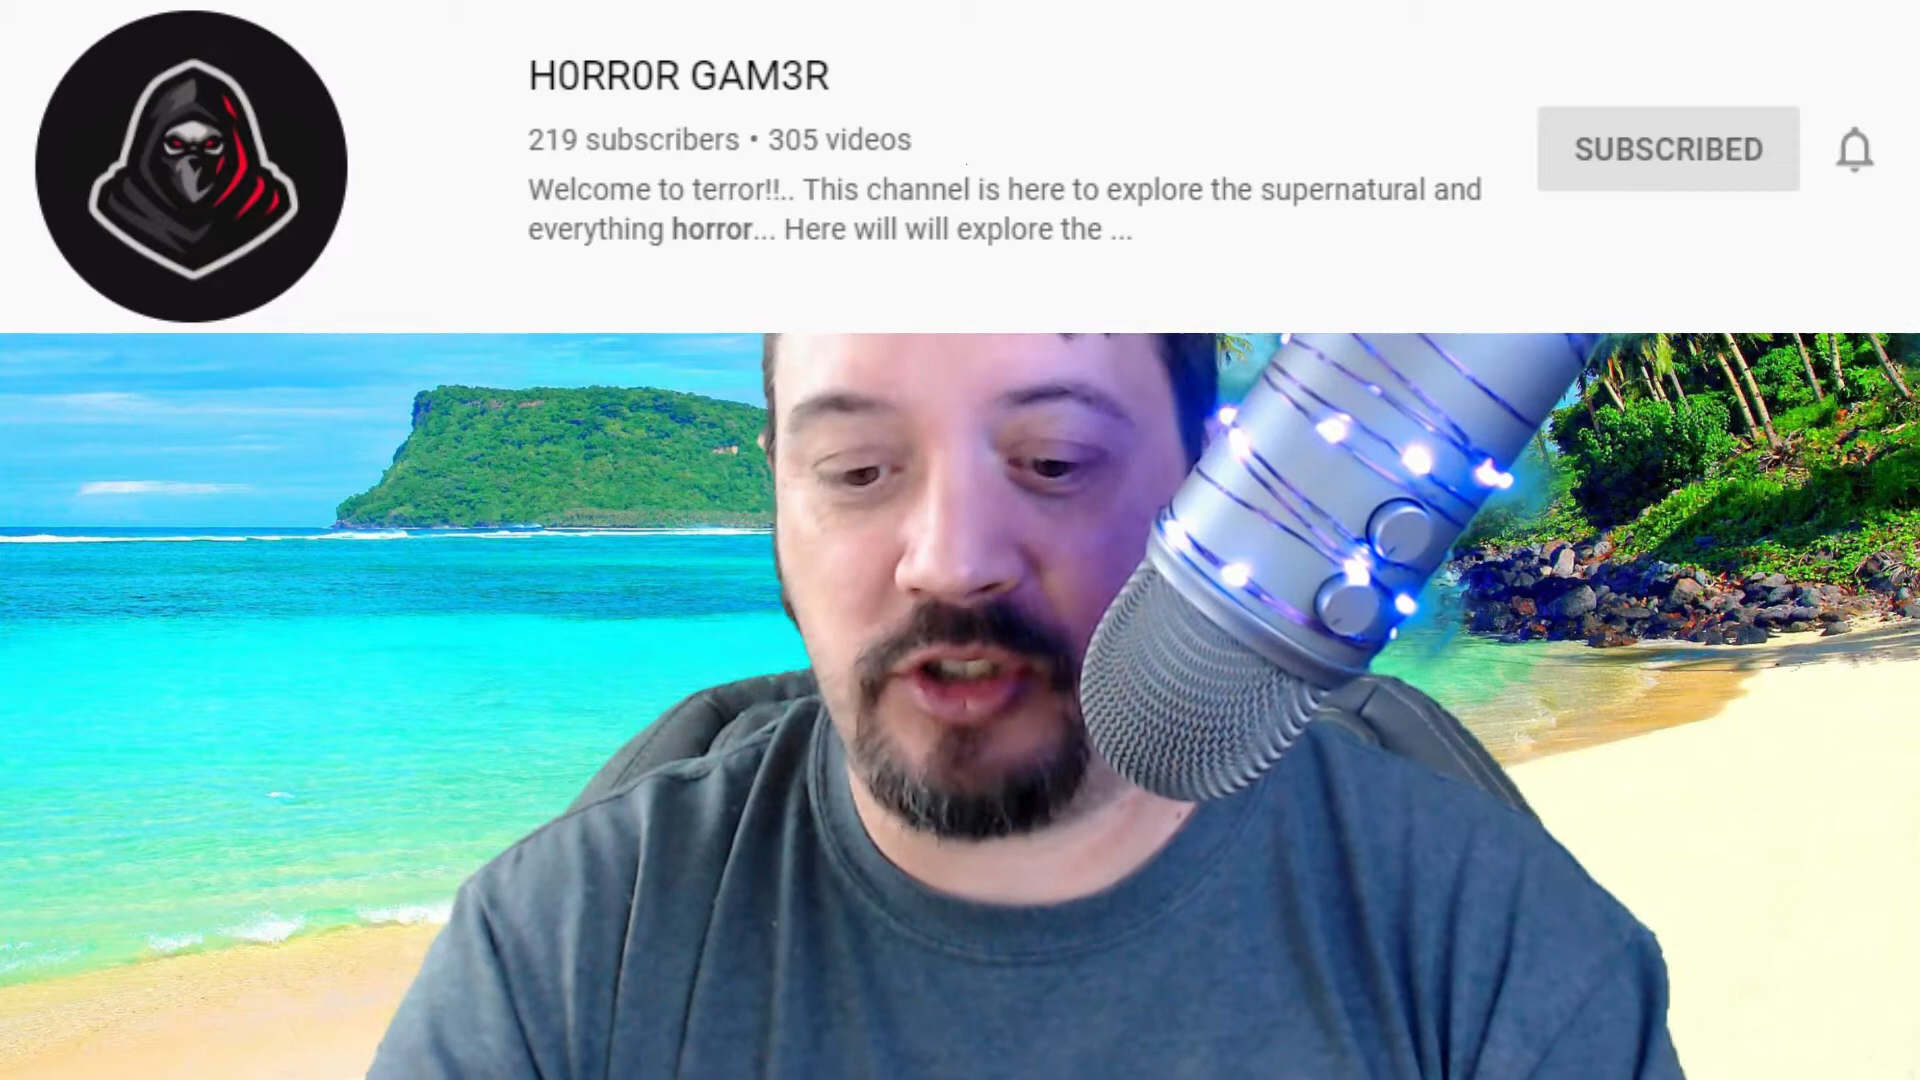 H0RR0R GAM3R
219 subscribers • 305 videos
SUBSCRIBED
Welcome to terror!!.. This channel is here to explore the supernatural and
everything horror... Here will will explore the ...